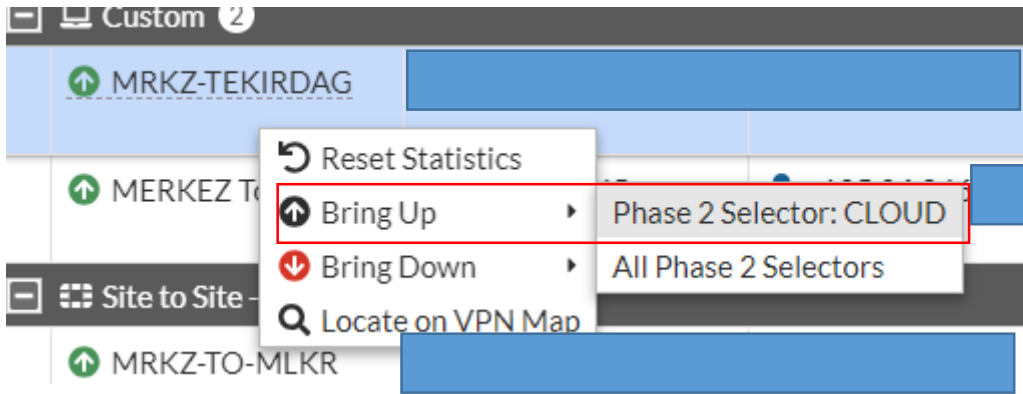 Custom 2
MRKZ-TEKIRDAG
Reset Statistics
MERKEZ
Bring Up
Phase 2 Selector: CLOUD
Bring Down
All Phase 2 Selectors
Site to Site -
Locate on VPN Map
MRKZ-TO-MLKR